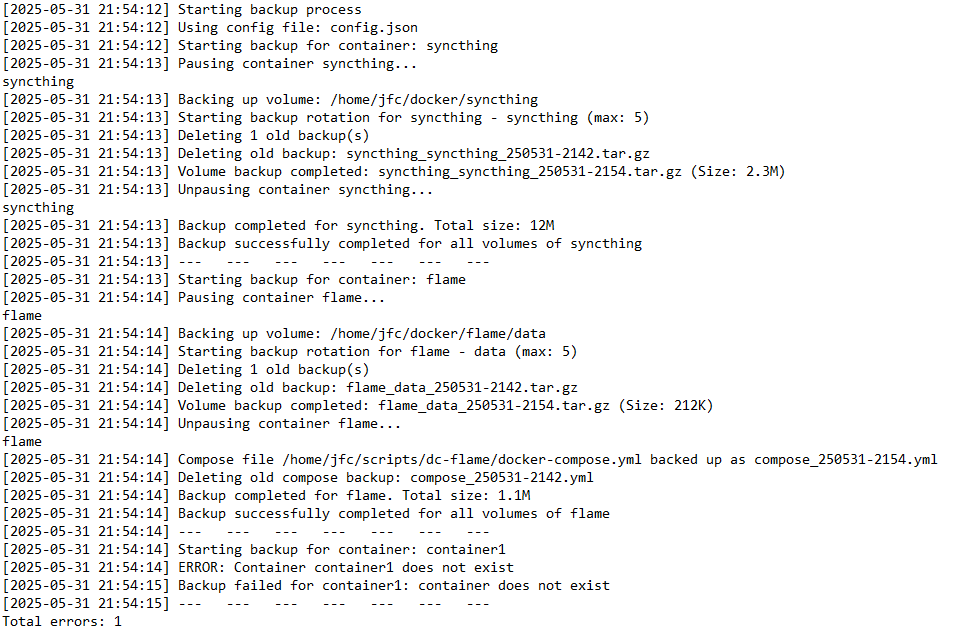 [2025-05-31 21:54:12] Starting backup process
[2025-05-31 21:54:12] Using config file: config.json
[2025-05-31 21:54:12] Starting backup for container: syncthing
[2025-05-31 21:54:13] Pausing container syncthing...
syncthing
[2025-05-31 21:54:13] Backing up volume: /home/jfc/docker/syncthing
[2025-05-31 21:54:13] Starting backup rotation for syncthing - syncthing (max: 5)
[2025-05-31 21:54:13] Deleting 1 old backup(s)
[2025-05-31 21:54:13] Deleting old backup: syncthing_syncthing_250531-2142.tar.gz
[2025-05-31 21:54:13] Volume backup completed: syncthing_syncthing_250531-2154.tar.gz (Size: 2.3M)
[2025-05-31 21:54:13] Unpausing container syncthing...
syncthing
[2025-05-31 21:54:13] Backup completed for syncthing. Total size: 12M
[2025-05-31 21:54:13] Backup successfully completed for all volumes of syncthing
[2025-05-31 21:54:13] ---   ---   ---   ---   ---   ---   ---
[2025-05-31 21:54:13] Starting backup for container: flame
[2025-05-31 21:54:14] Pausing container flame...
flame
[2025-05-31 21:54:14] Backing up volume: /home/jfc/docker/flame/data
[2025-05-31 21:54:14] Starting backup rotation for flame - data (max: 5)
[2025-05-31 21:54:14] Deleting 1 old backup(s)
[2025-05-31 21:54:14] Deleting old backup: flame_data_250531-2142.tar.gz
[2025-05-31 21:54:14] Volume backup completed: flame_data_250531-2154.tar.gz (Size: 212K)
[2025-05-31 21:54:14] Unpausing container flame...
flame
[2025-05-31 21:54:14] Compose file /home/jfc/scripts/dc-flame/docker-compose.yml backed up as compose_250531-2154.yml
[2025-05-31 21:54:14] Deleting old compose backup: compose_250531-2142.yml
[2025-05-31 21:54:14] Backup completed for flame. Total size: 1.1M
[2025-05-31 21:54:14] Backup successfully completed for all volumes of flame
[2025-05-31 21:54:14] ---   ---   ---   ---   ---   ---   ---
[2025-05-31 21:54:14] Starting backup for container: container1
[2025-05-31 21:54:14] ERROR: Container container1 does not exist
[2025-05-31 21:54:15] Backup failed for container1: container does not exist
[2025-05-31 21:54:15] ---   ---   ---   ---   ---   ---   ---
Total errors: 1